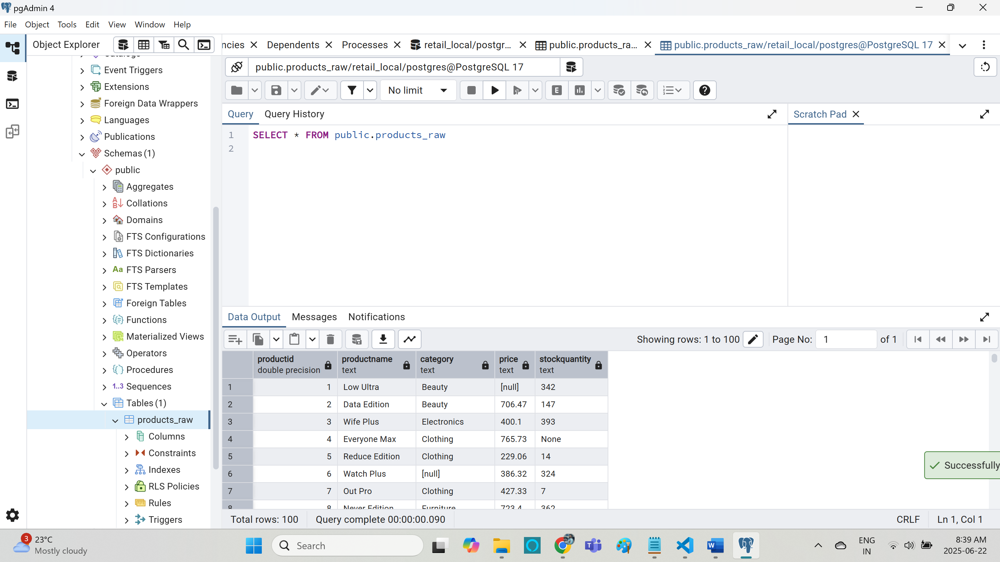 pgAdmin 4
File Object Tools Edit View Window Help
Object Explorer
ncies Dependents Processes retail_local/postgr... public.products_ra... public.products_raw/retail_local/postgres@PostgreSQL 17
Catalogs
Event Triggers
Extensions
Foreign Data Wrappers
Languages
Publications
Schemas (1)
public
Aggregates
Collations
Domains
FTS Configurations
FTS Dictionaries
Aa FTS Parsers
FTS Templates
Foreign Tables
Functions
Materialized Views
Operators
Procedures
1..3 Sequences
Tables (1)
products_raw
Columns
Constraints
Indexes
RLS Policies
Rules
Triggers
public.products_raw/retail_local/postgres@PostgreSQL 17
No limit
E
Query Query History
Scratch Pad
1 SELECT * FROM public.products_raw
2
Data Output Messages Notifications
Showing rows: 1 to 100 Page No: 1 of 1
productid productname category price stockquantity
double precision text text text text
1 1 Low Ultra Beauty [null] 342
2 2 Data Edition Beauty 706.47 147
3 3 Wife Plus Electronics 400.1 393
4 4 Everyone Max Clothing 765.73 None
5 5 Reduce Edition Clothing 229.06 14
6 6 Watch Plus [null] 386.32 324
7 7 Out Pro Clothing 427.33 7
8 8 Never Edition Furniture 723.4 362
Successfully
Total rows: 100 Query complete 00:00:00.090 CRLF Ln 1, Col 1
3
23°C
Mostly cloudy
Search
ENG
IN
8:39 AM
2025-06-22